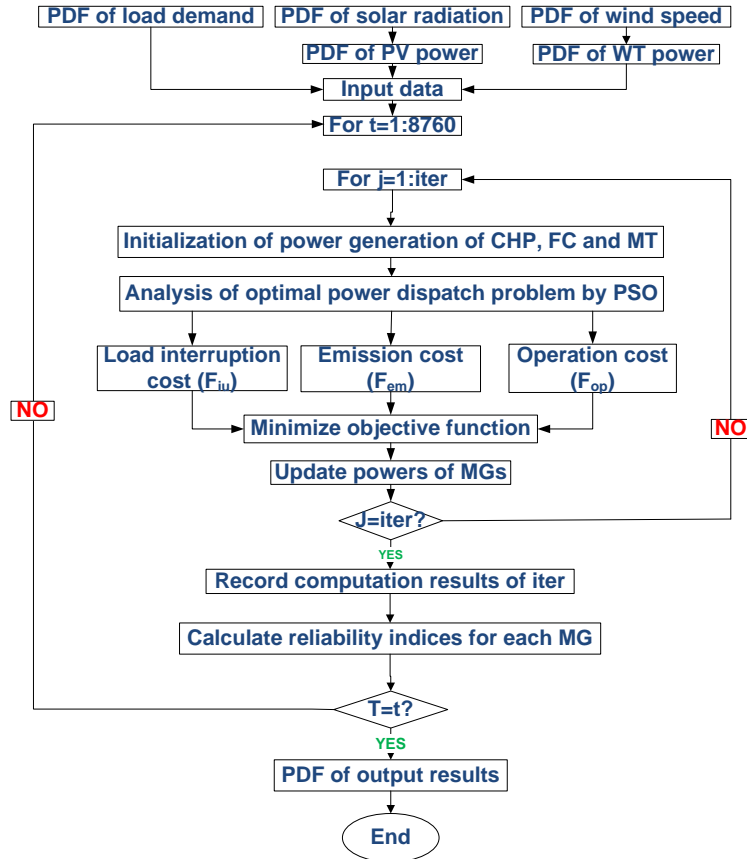 PDF of load demand
PDF of solar radiation
PDF of wind speed
PDF of PV power
PDF of WT power
Input data
For t=1:8760
For j=1:iter
Initialization of power generation of CHP, FC and MT
Analysis of optimal power dispatch problem by PSO
Load interruption
cost (Fiu)
Emission cost
(Fem)
Operation cost
(Fop)
NO
Minimize objective function
NO
Update powers of MGs
J=iter?
YES
Record computation results of iter
Calculate reliability indices for each MG
T=t?
YES
PDF of output results
End